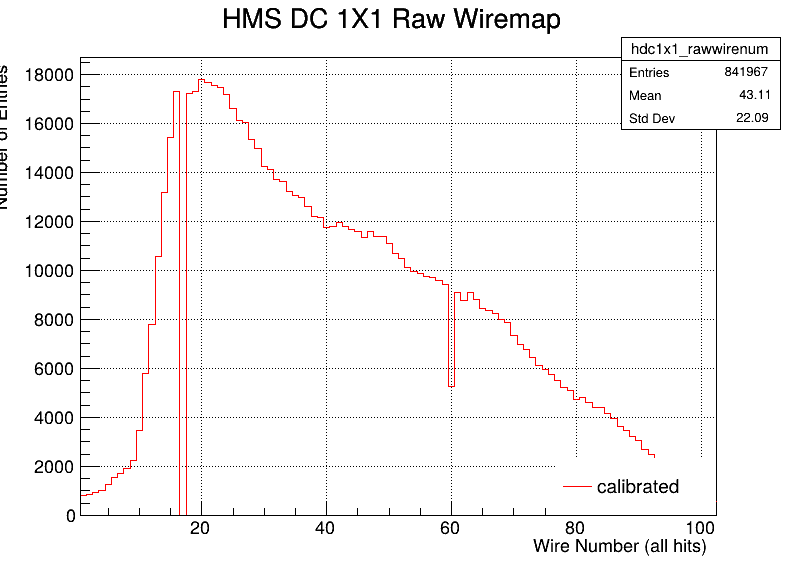 HMS DC 1X1 Raw Wiremap
hdc1x1_rawwirenum
Entries 841967
Mean 43.11
Std Dev 22.09
Number of Entries
18000
16000
14000
12000
10000
8000
6000
4000
2000
0
calibrated
20 40 60 80 100
Wire Number (all hits)